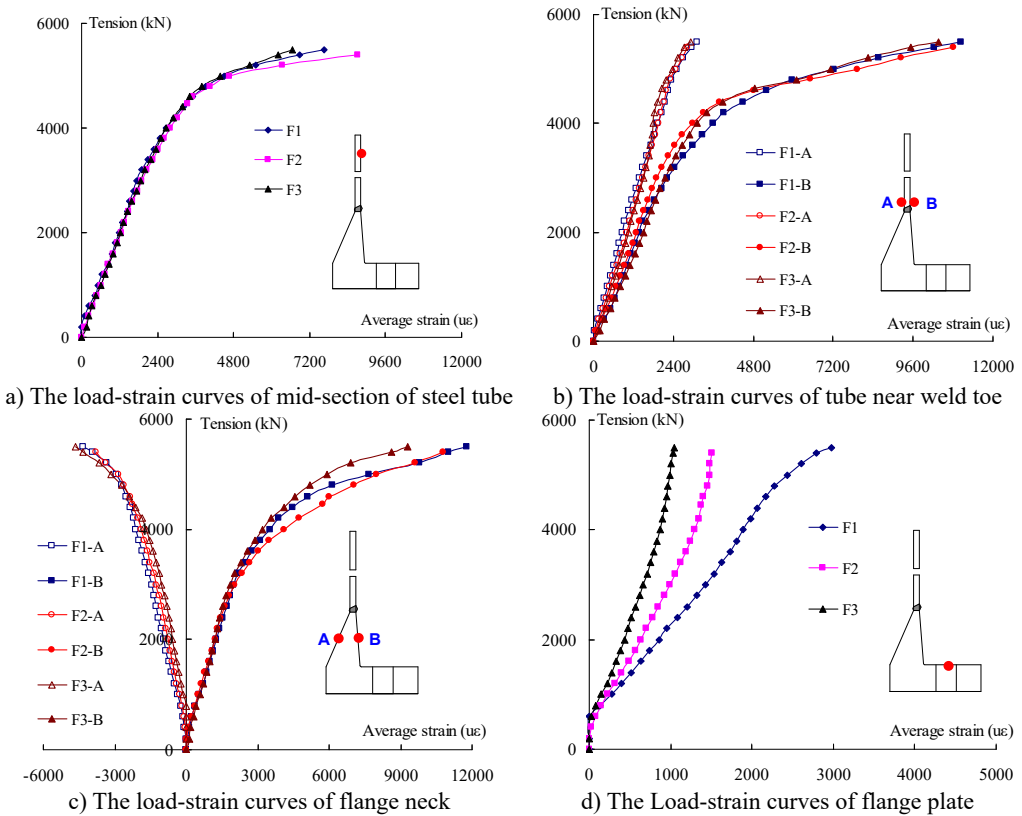 Tension (kN)
6000
4000
2000
0
F1
F2
F3
Average strain (uε)
0 2400 4800 7200 9600 12000
a) The load-strain curves of mid-section of steel tube
Tension (kN)
6000
4000
2000
0
F1-A
F1-B
F2-A
F2-B
F3-A
F3-B
A B
Average strain (uε)
0 2400 4800 7200 9600 12000
b) The load-strain curves of tube near weld toe
Tension (kN)
6000
4000
2000
0
F1-A
F1-B
F2-A
F2-B
F3-A
F3-B
A B
Average strain (uε)
-6000 -3000 0 3000 6000 9000 12000
c) The load-strain curves of flange neck
Tension (kN)
6000
4000
2000
0
F1
F2
F3
Average strain (uε)
0 1000 2000 3000 4000 5000
d) The Load-strain curves of flange plate